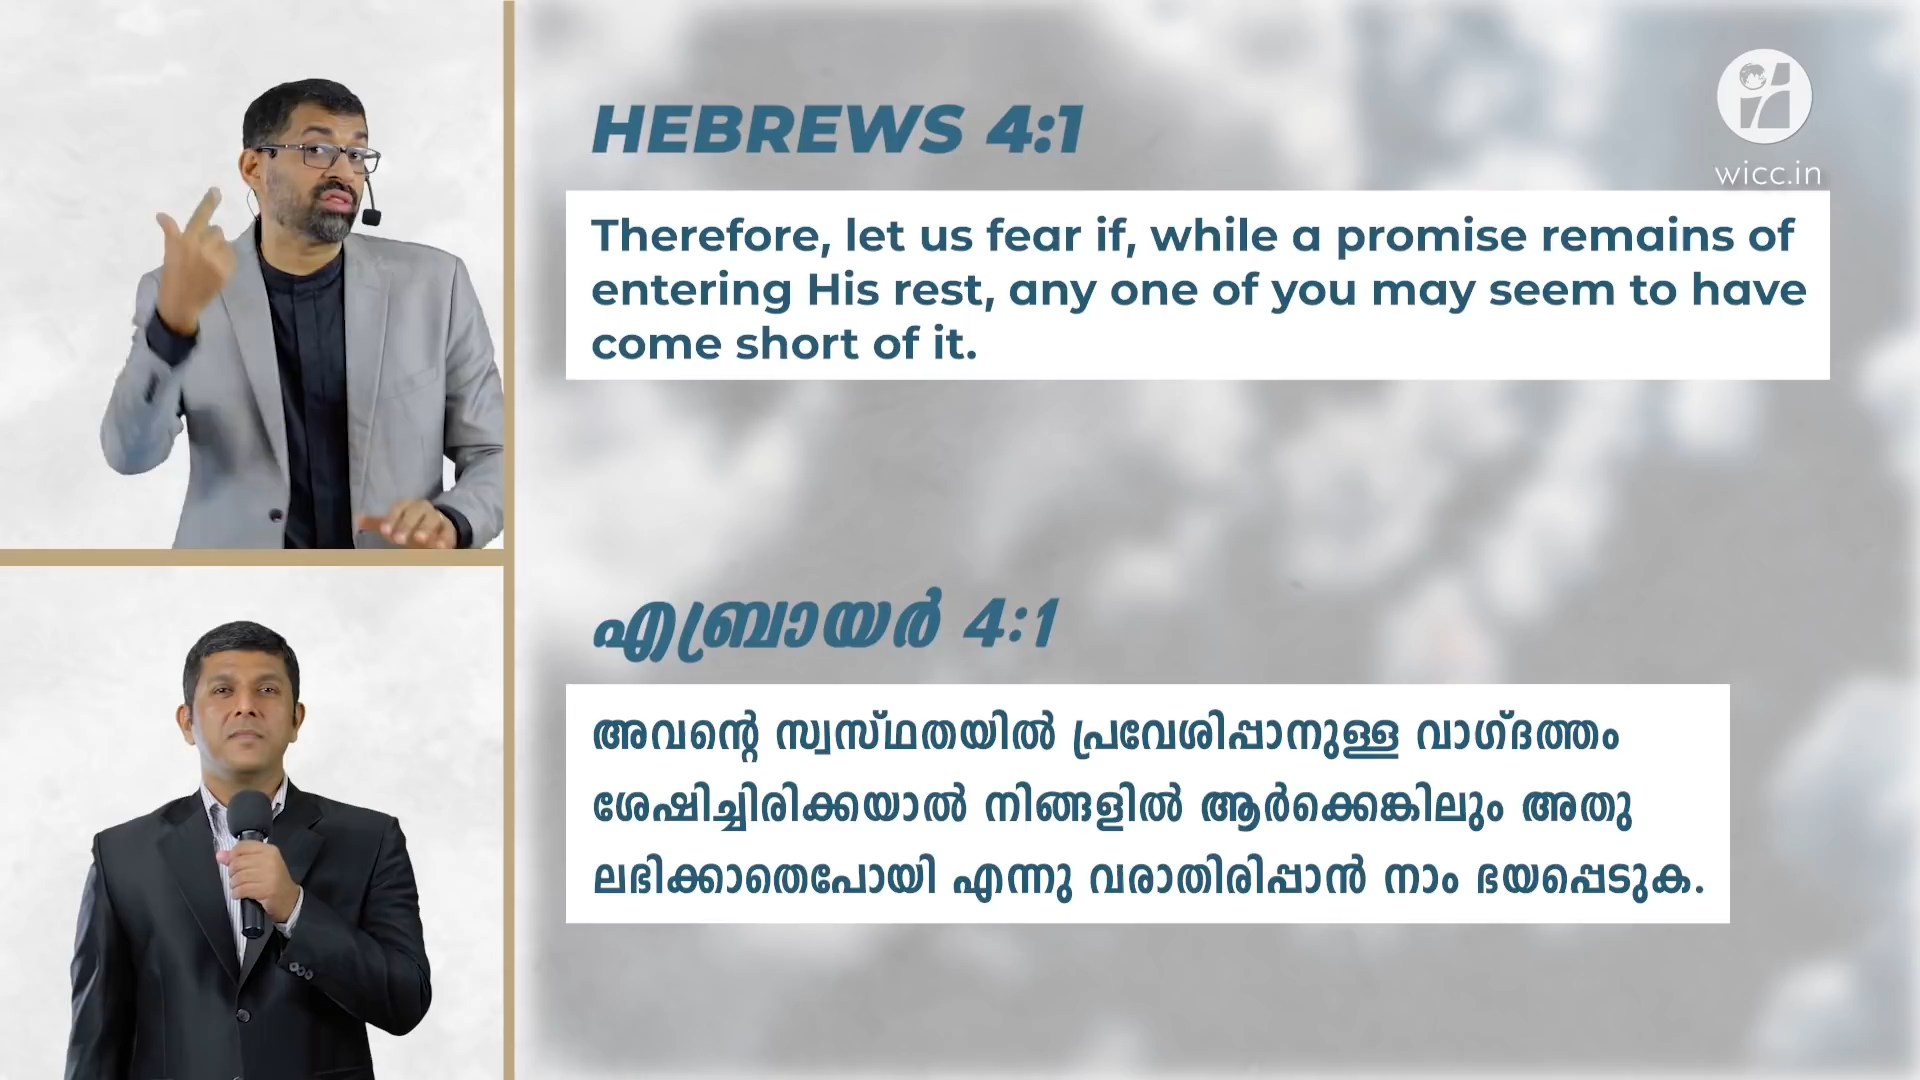 HEBREWS 4:1
wicc.in
Therefore, let us fear if, while a promise remains of
entering His rest, any one of you may seem to have
come short of it.
എബ്രായർ 4:1
അവന്റെ സ്വസ്ഥതയിൽ പ്രവേശിപ്പാനുള്ള വാഗ്ദത്തം
ശേഷിച്ചിരിക്കയാൽ നിങ്ങളിൽ ആർക്കെങ്കിലും അതു
ലഭിക്കാതെപോയി എന്നു വരാതിരിപ്പാൻ നാം ഭയപ്പെടുക.